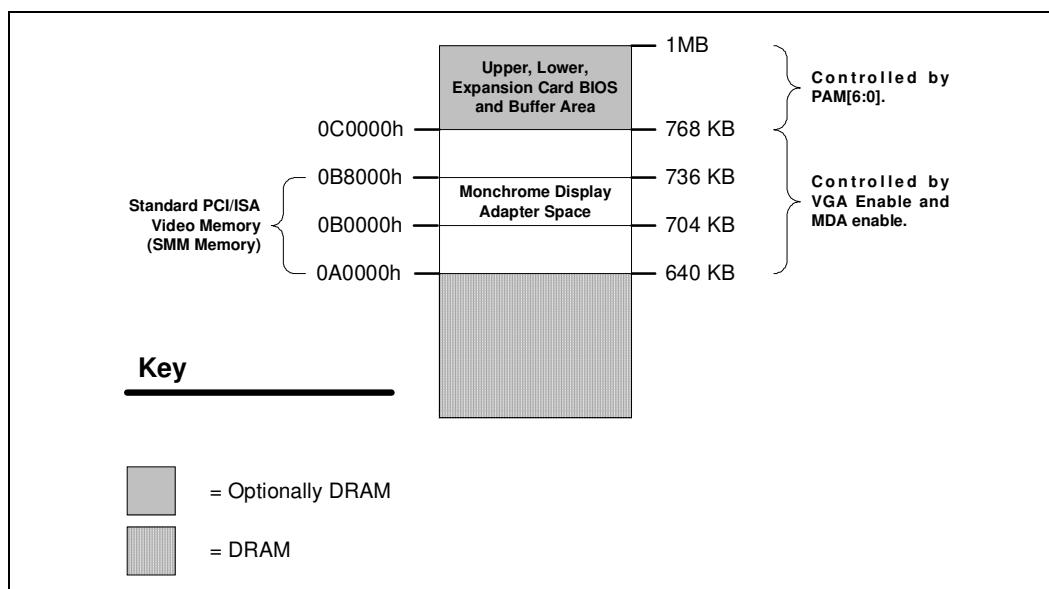 1MB
Upper, Lower,
Expansion Card BIOS
and Buffer Area
Controlled by
PAM[6:0].
0C0000h
768 KB
0B8000h
736 KB
Standard PCI/ISA
Video Memory
(SMM Memory)
Monchrome Display
Adapter Space
Controlled by
VGA Enable and
MDA enable.
0B0000h
704 KB
0A0000h
640 KB
Key
= Optionally DRAM
= DRAM